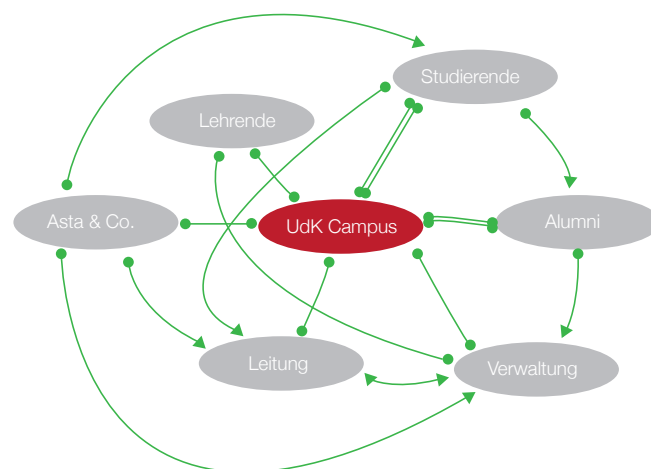 Studierende
Lehrende
Asta & Co.
UdK Campus
Alumni
Leitung
Verwaltung